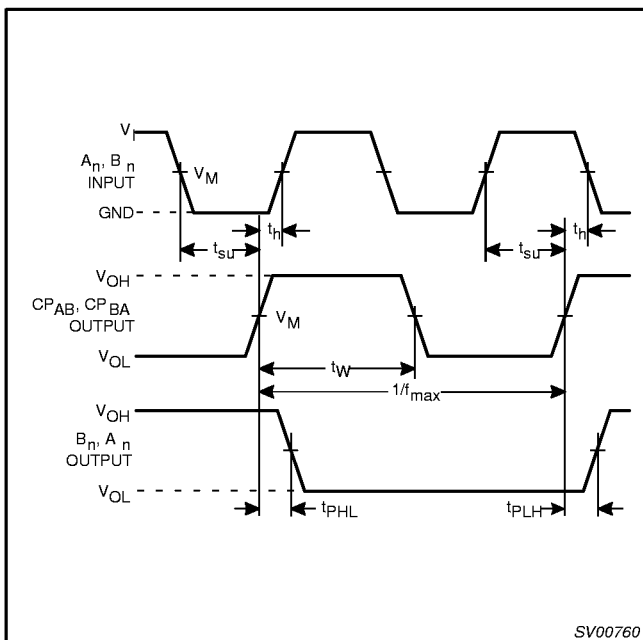 V
An, Bn
INPUT
VM
GND
tsu
th
tsu
th
VOH
CPAB, CPBA
OUTPUT
VM
VOL
tW
1/fmax
VOH
Bn, An
OUTPUT
VOL
tPHL
tPLH
SV00760